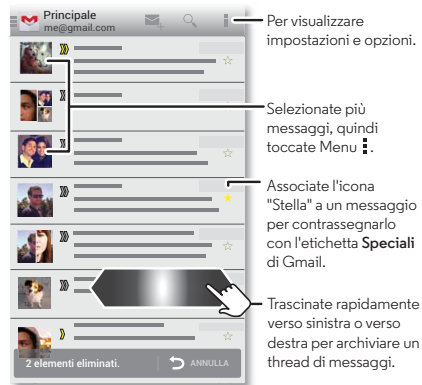 Principale
me@gmail.com
Per visualizzare
impostazioni e opzioni.
Selezionate più
messaggi, quindi
toccate Menu .
Associate l'icona
"Stella" a un messaggio
per contrassegnarlo
con l'etichetta Speciali
di Gmail.
Trascinate rapidamente
verso sinistra o verso
destra per archiviare un
thread di messaggi.
2 elementi eliminati.
ANNULLA